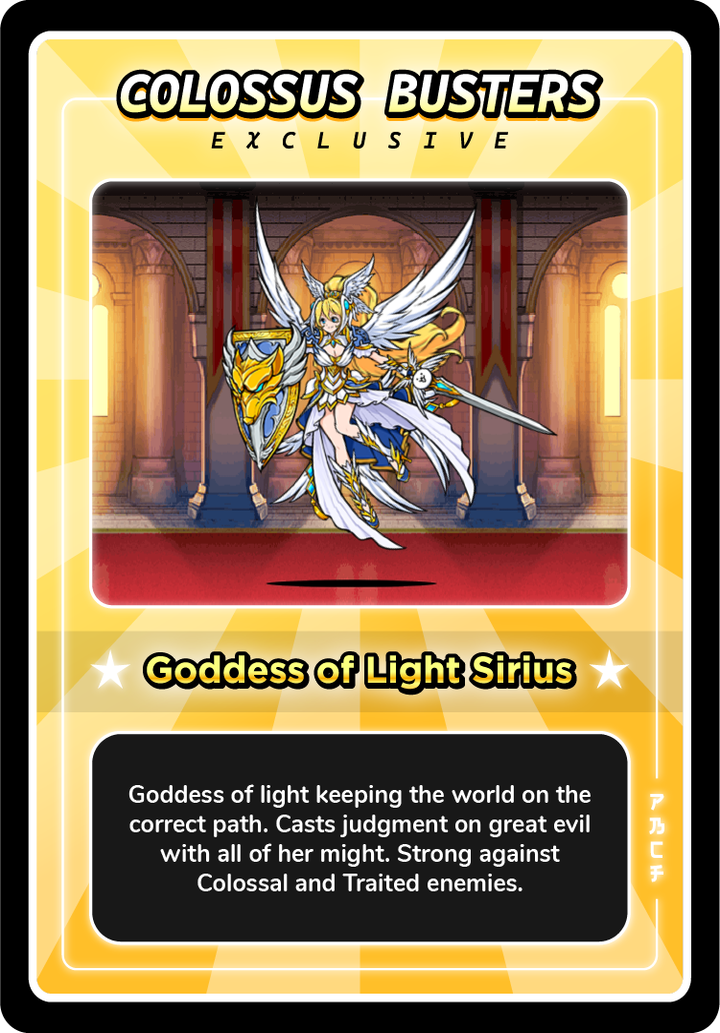 COLOSSUS BUSTERS
EXCLUSIVE
Goddess of Light Sirius
Goddess of light keeping the world on the
correct path. Casts judgment on great evil
with all of her might. Strong against
Colossal and Traited enemies.